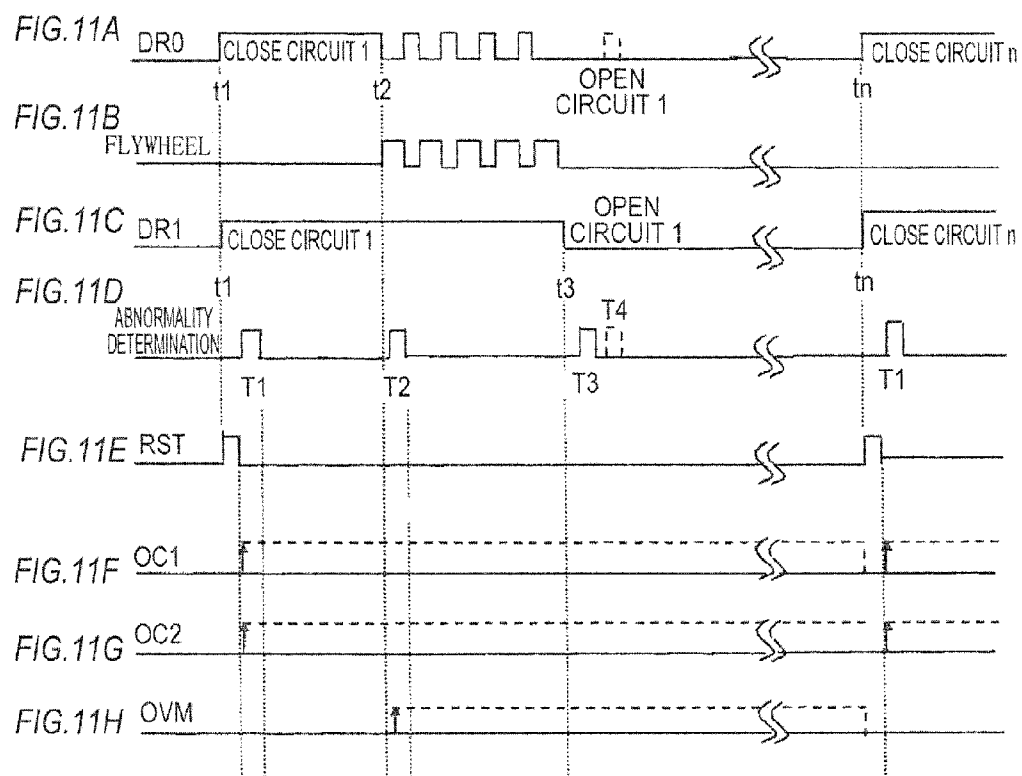 FIG.11A DR0 CLOSE CIRCUIT 1 CLOSE CIRCUIT n
t1 t2 OPEN CIRCUIT 1 tn
FIG.11B
FLYWHEEL
FIG.11C DR1 CLOSE CIRCUIT 1 OPEN CIRCUIT 1 CLOSE CIRCUIT n
t1 t3 tn
FIG.11D
ABNORMALITY
DETERMINATION
T4
T1 T2 T3 T1
FIG.11E RST
FIG.11F OC1
FIG.11G OC2
FIG.11H OVM